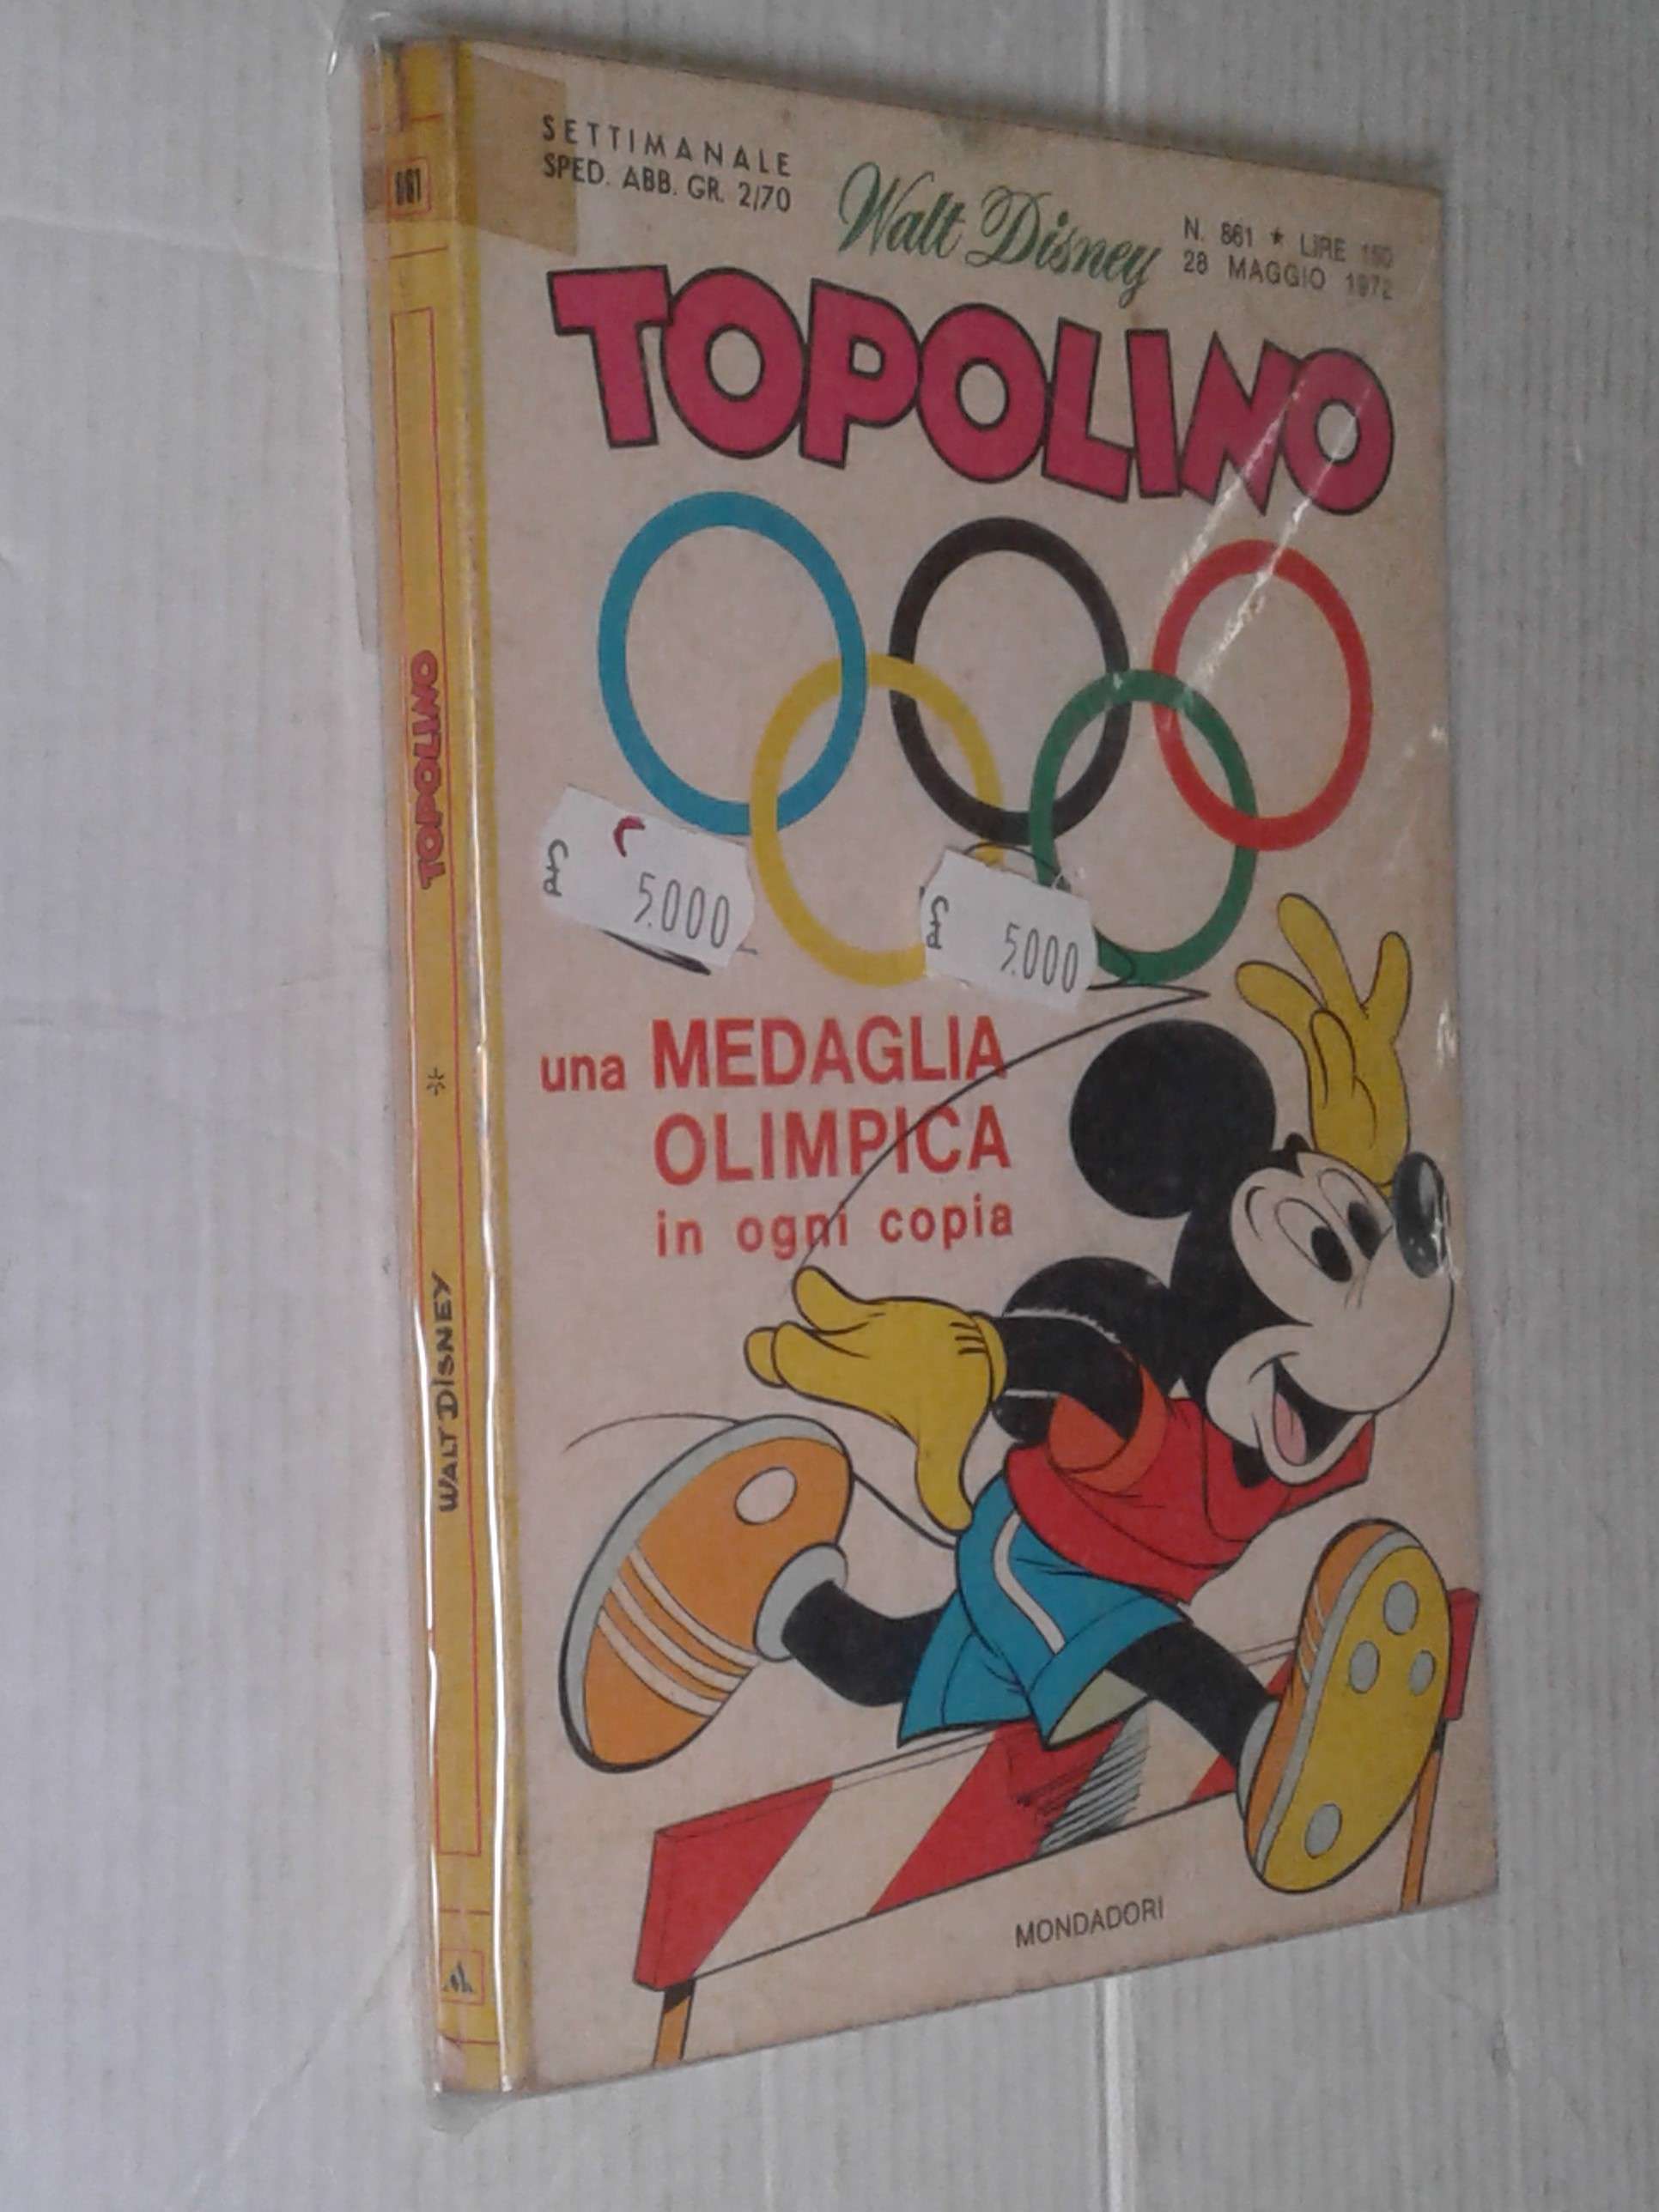 SETTIMANALE
SPED. ABB. GR. 2/70
Walt Disney
N. 861 * LIRE 150
28 MAGGIO 1972
TOPOLINO
5.000
5.000
una MEDAGLIA
OLIMPICA
in ogni copia
MONDADORI
861
TOPOLINO
*
WALT DISNEY